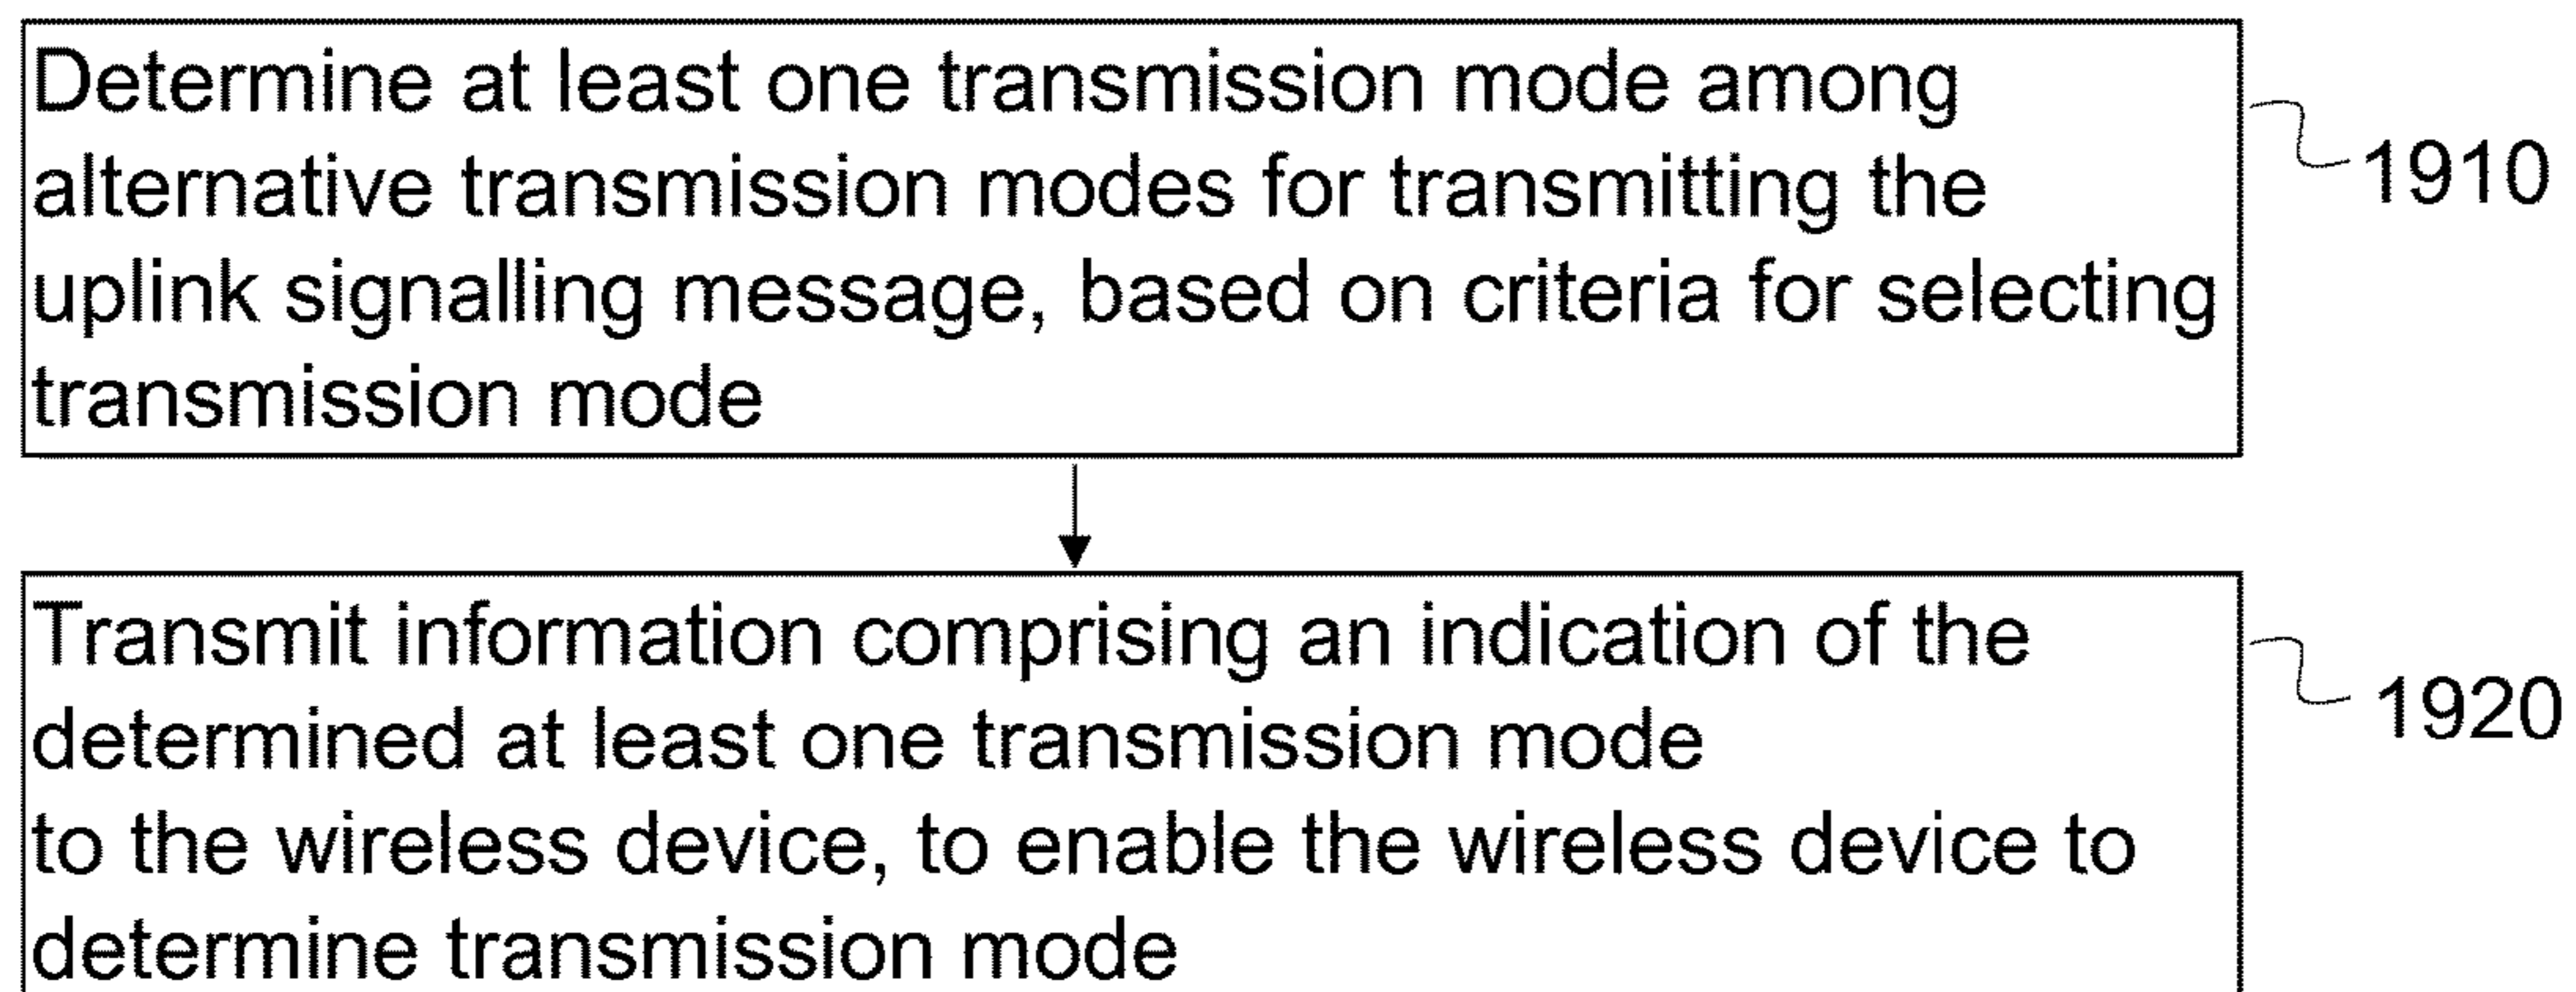 Determine at least one transmission mode among
alternative transmission modes for transmitting the
uplink signalling message, based on criteria for selecting
transmission mode
1910
Transmit information comprising an indication of the
determined at least one transmission mode
to the wireless device, to enable the wireless device to
determine transmission mode
1920